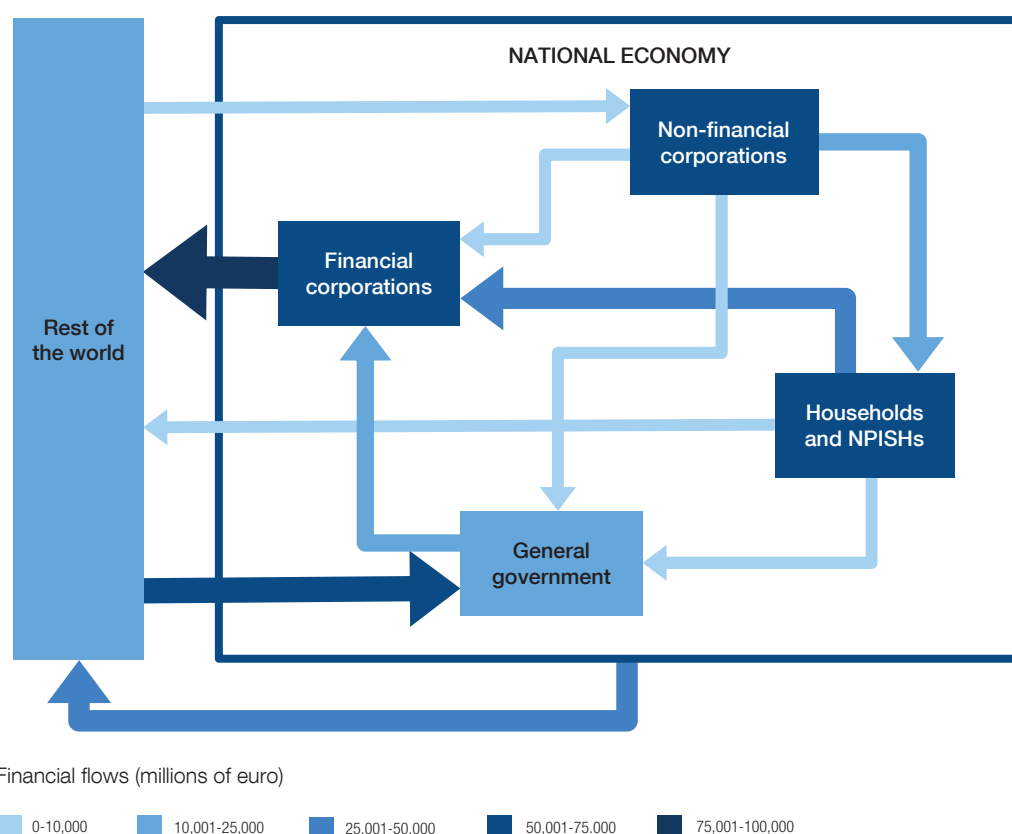 NATIONAL ECONOMY
Non-financial
corporations
Financial
corporations
Rest of
the world
Households
and NPISHs
General
government
Financial flows (millions of euro)
0-10,000
10,001-25.000
25,001-50.000
50,001-75.000
75,001-100,000